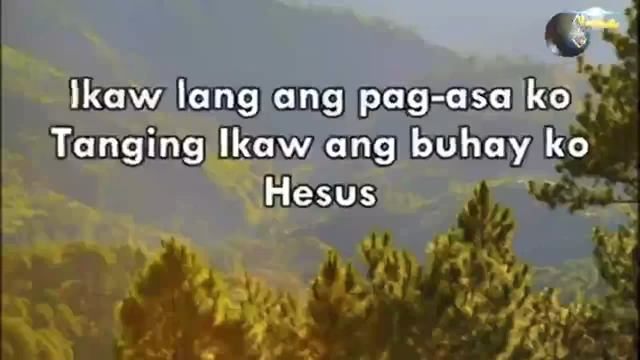 Ikaw lang ang pag-asa ko
Tanging Ikaw ang buhay ko
Hesus